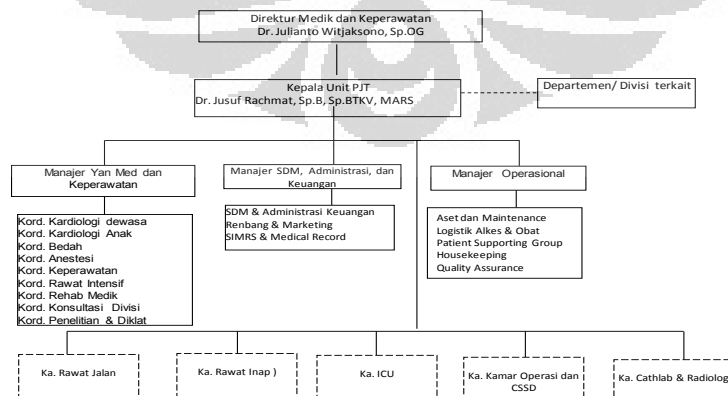 Direktur Medik dan Keperawatan
Dr. Julianto Witjaksono, Sp.OG
Kepala Unit PJT
Dr. Jusuf Rachmat, Sp.B, Sp.BTKV, MARS
Departemen/ Divisi terkait
Manajer Yan Med dan
Keperawatan
Manajer SDM, Administrasi, dan
Keuangan
Manajer Operasional
Kord. Kardiologi dewasa
Kord. Kardiologi Anak
Kord. Bedah
Kord. Anestesi
Kord. Keperawatan
Kord. Rawat Intensif
Kord. Rehab Medik
Kord. Konsultasi Divisi
Kord. Penelitian & Diklat
SDM & Administrasi Keuangan
Renbang & Marketing
SIMRS & Medical Record
Aset dan Maintenance
Logistik Alkes & Obat
Patient Supporting Group
Housekeeping
Quality Assurance
Ka. Rawat Jalan
Ka. Rawat Inap )
Ka. ICU
Ka. Kamar Operasi dan
CSSD
Ka. Cathlab & Radiolog